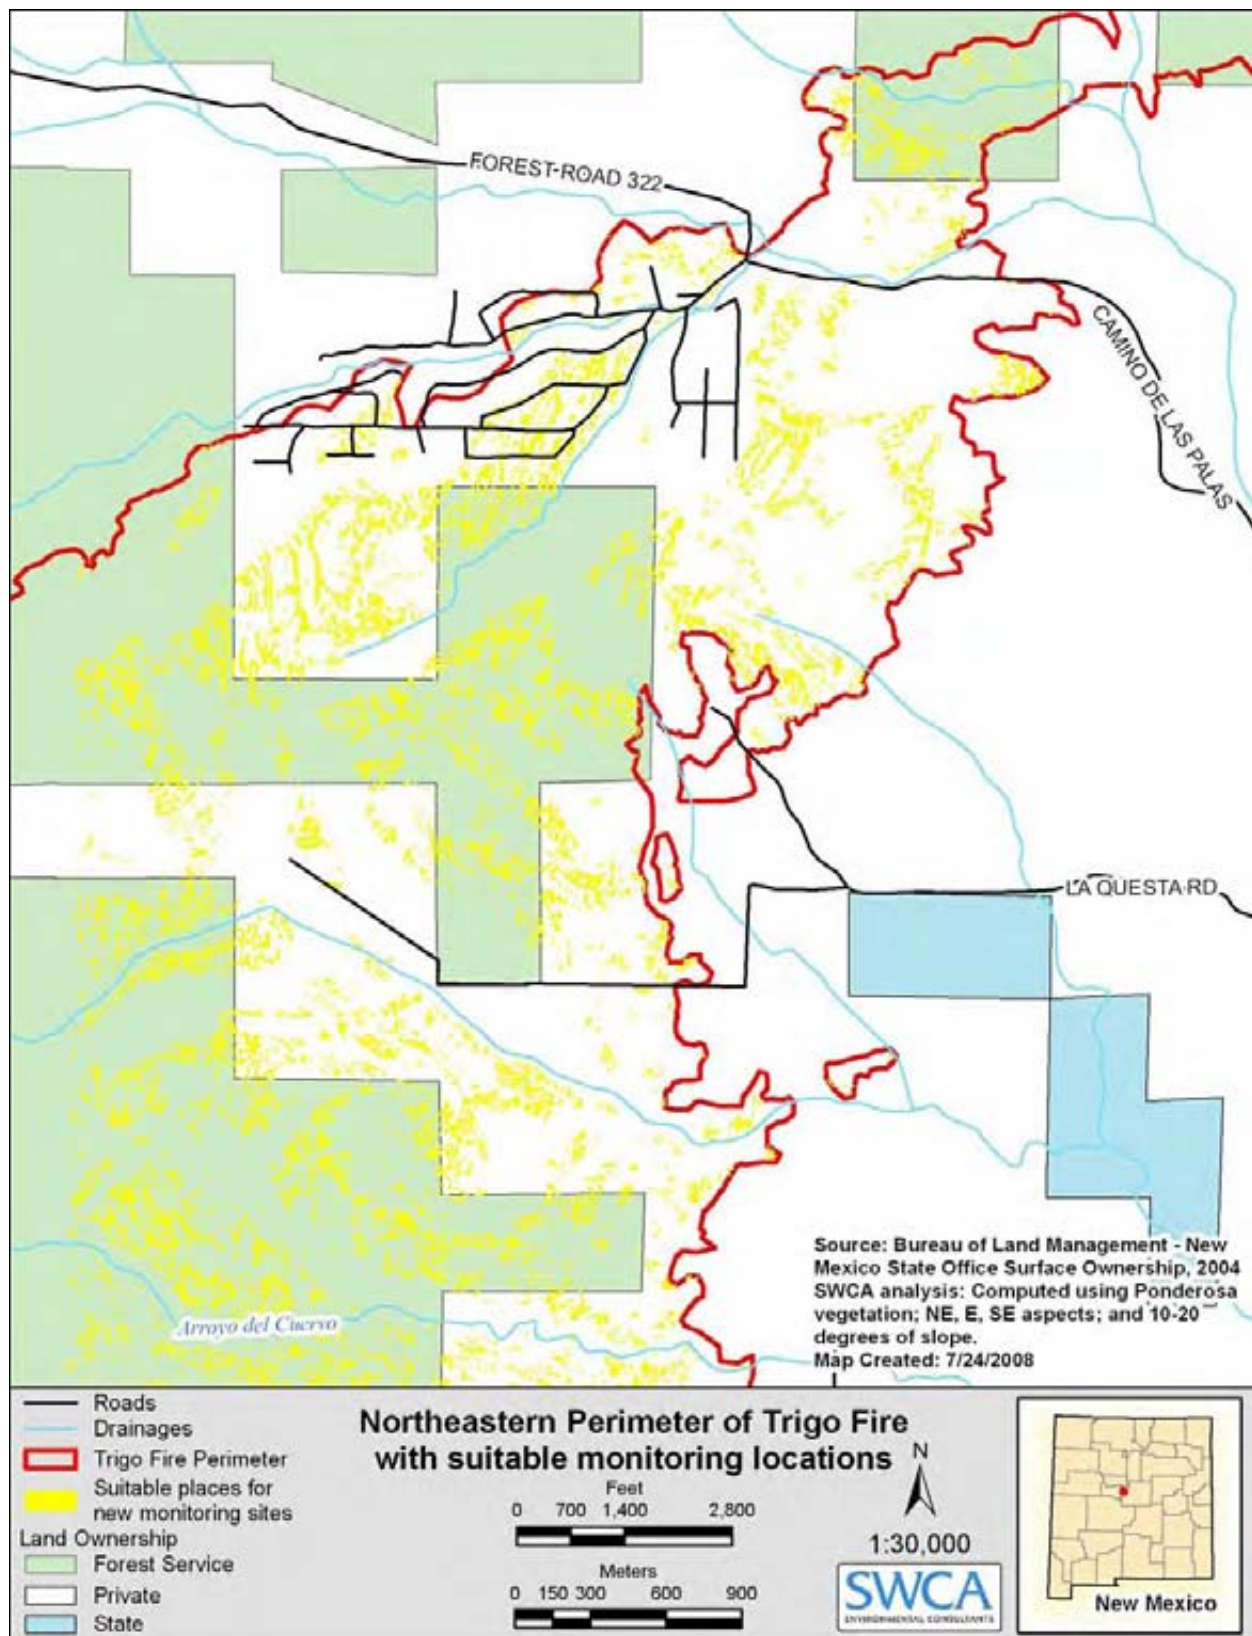 FOREST ROAD 322
CAMINO DE LAS PALAS
LA QUESTA RD
Source: Bureau of Land Management - New
Mexico State Office Surface Ownership, 2004
SWCA analysis: Computed using Ponderosa
vegetation; NE, E, SE aspects; and 10-20
degrees of slope.
Map Created: 7/24/2008
Arroyo del Cuervo
Roads
Drainages
Trigo Fire Perimeter
Suitable places for
new monitoring sites
Land Ownership
Forest Service
Private
State
Northeastern Perimeter of Trigo Fire
with suitable monitoring locations
Feet
0 700 1,400 2,800
Meters
0 150 300 600 900
N
1:30,000
SWCA
ENVIRONMENTAL CONSULTANTS
New Mexico